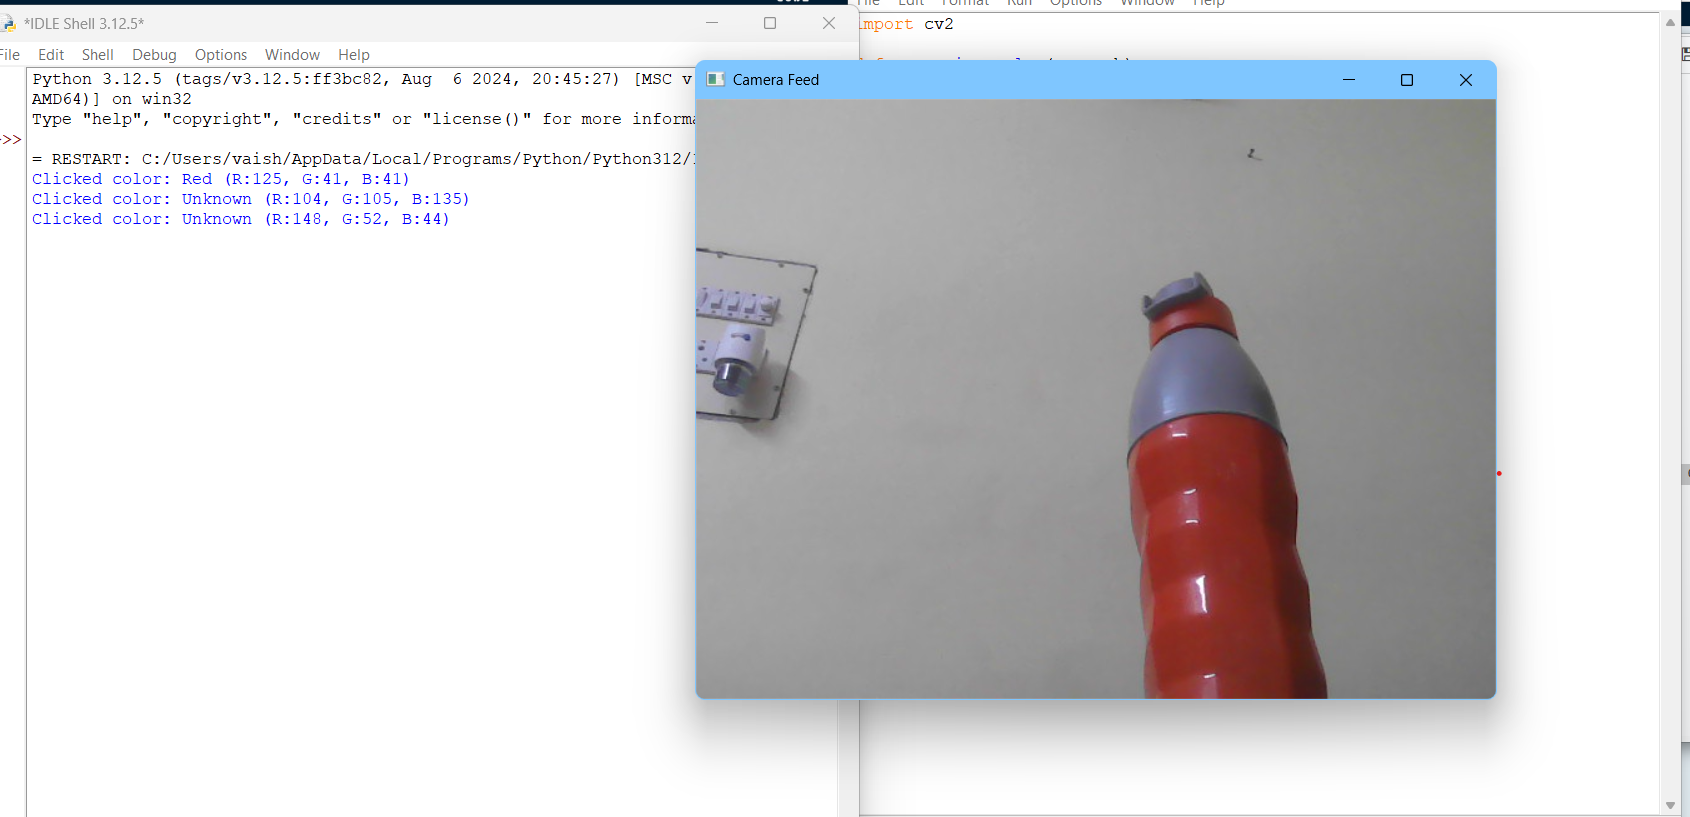 *IDLE Shell 3.12.5*
File Edit Shell Debug Options Window Help
Python 3.12.5 (tags/v3.12.5:ff3bc82, Aug  6 2024, 20:45:27) [MSC v
AMD64)] on win32
Type "help", "copyright", "credits" or "license()" for more
>>>
= RESTART: C:/Users/vaish/AppData/Local/Programs/Python/Python312/
Clicked color: Red (R:125, G:41, B:41)
Clicked color: Unknown (R:104, G:105, B:135)
Clicked color: Unknown (R:148, G:52, B:44)
File Edit Format Run Options Window Help
import cv2
Camera Feed